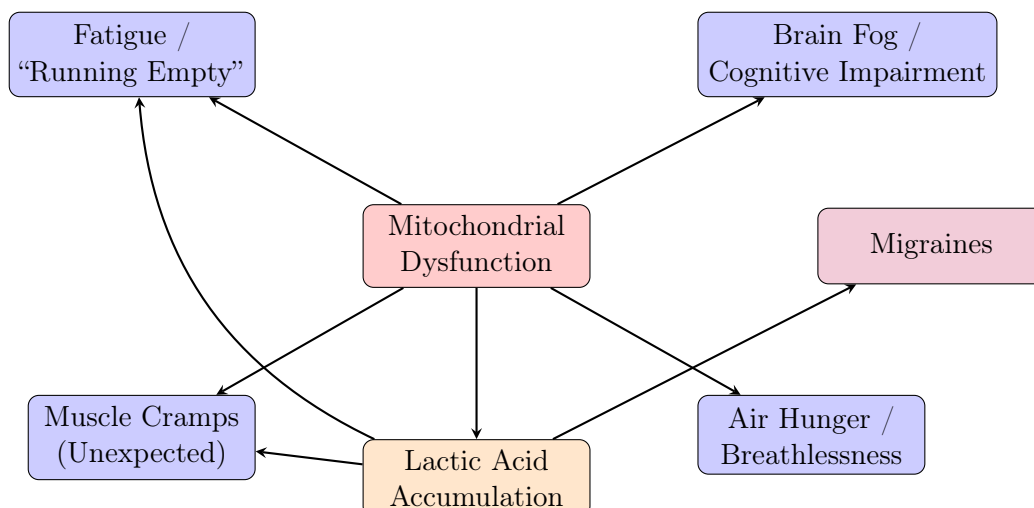 Fatigue /
“Running Empty”
Brain Fog /
Cognitive Impairment
Mitochondrial
Dysfunction
Migraines
Muscle Cramps
(Unexpected)
Lactic Acid
Accumulation
Air Hunger /
Breathlessness